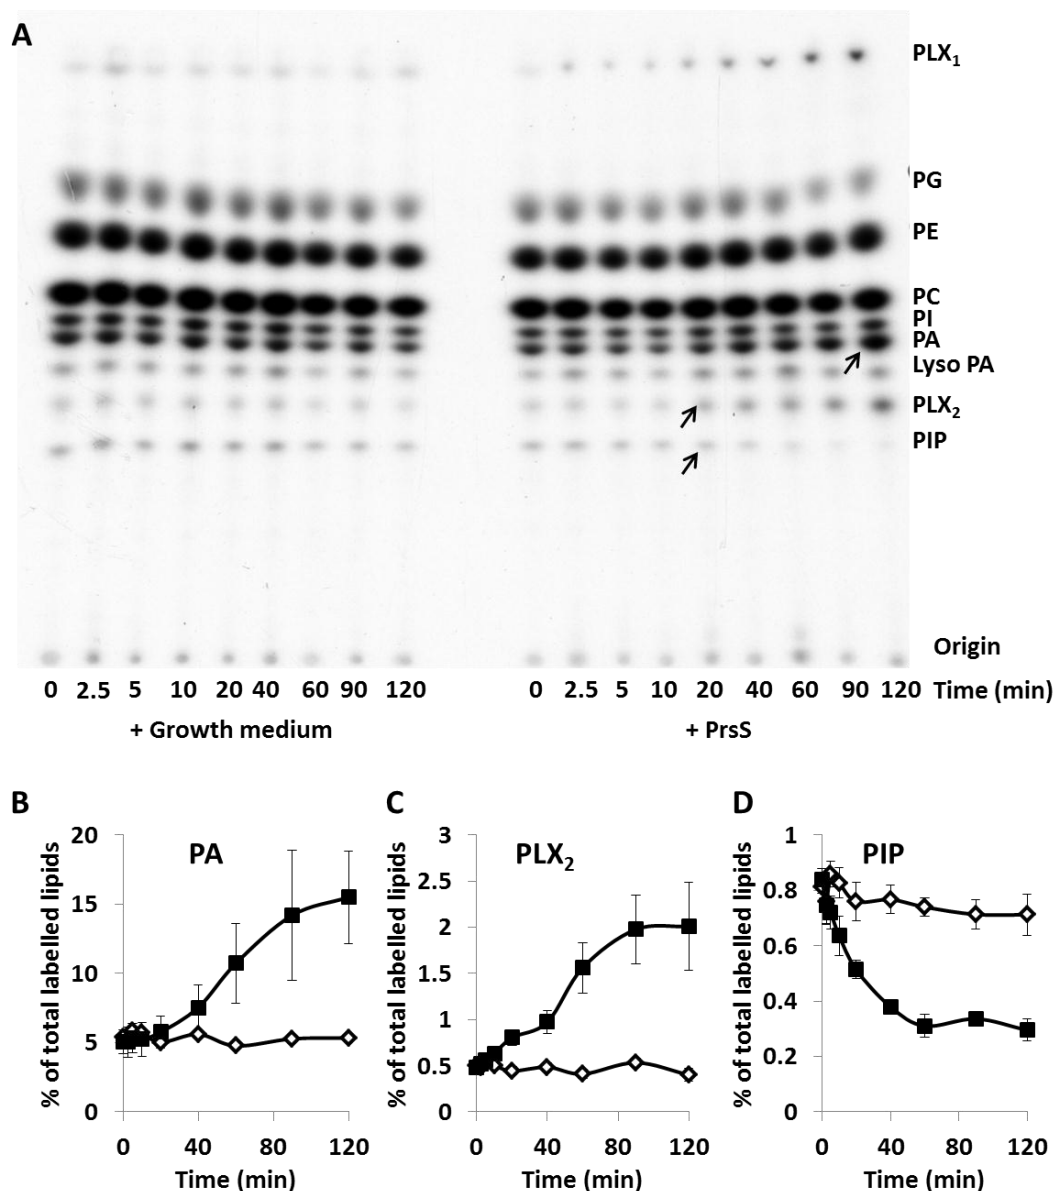 A
PLX₁
PG
PE
PC
PI
PA
Lyso PA
PLX₂
PIP
Origin
0 2.5 5 10 20 40 60 90 120 0 2.5 5 10 20 40 60 90 120 Time (min)
+ Growth medium + PrsS
B
% of total labelled lipids
20
15
10
5
0
PA
0 40 80 120
Time (min)
C
% of total labelled lipids
3
2.5
2
1.5
1
0.5
0
PLX₂
0 40 80 120
Time (min)
D
% of total labelled lipids
1
0.8
0.6
0.4
0.2
0
PIP
0 40 80 120
Time (min)